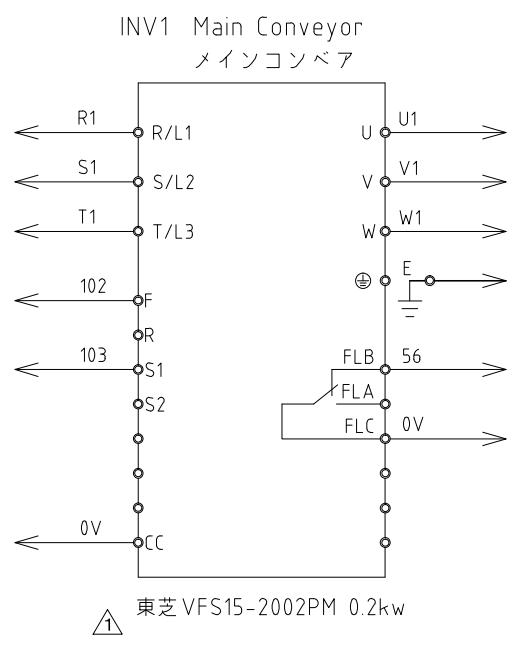 INV1 Main Conveyor
メインコンベア
R1 R/L1 U U1
S1 S/L2 V V1
T1 T/L3 W W1
E
102 F
R
103 S1 FLB 56
S2 FLA
FLC 0V
0V CC
東芝 VFS15-2002PM 0.2kw
1